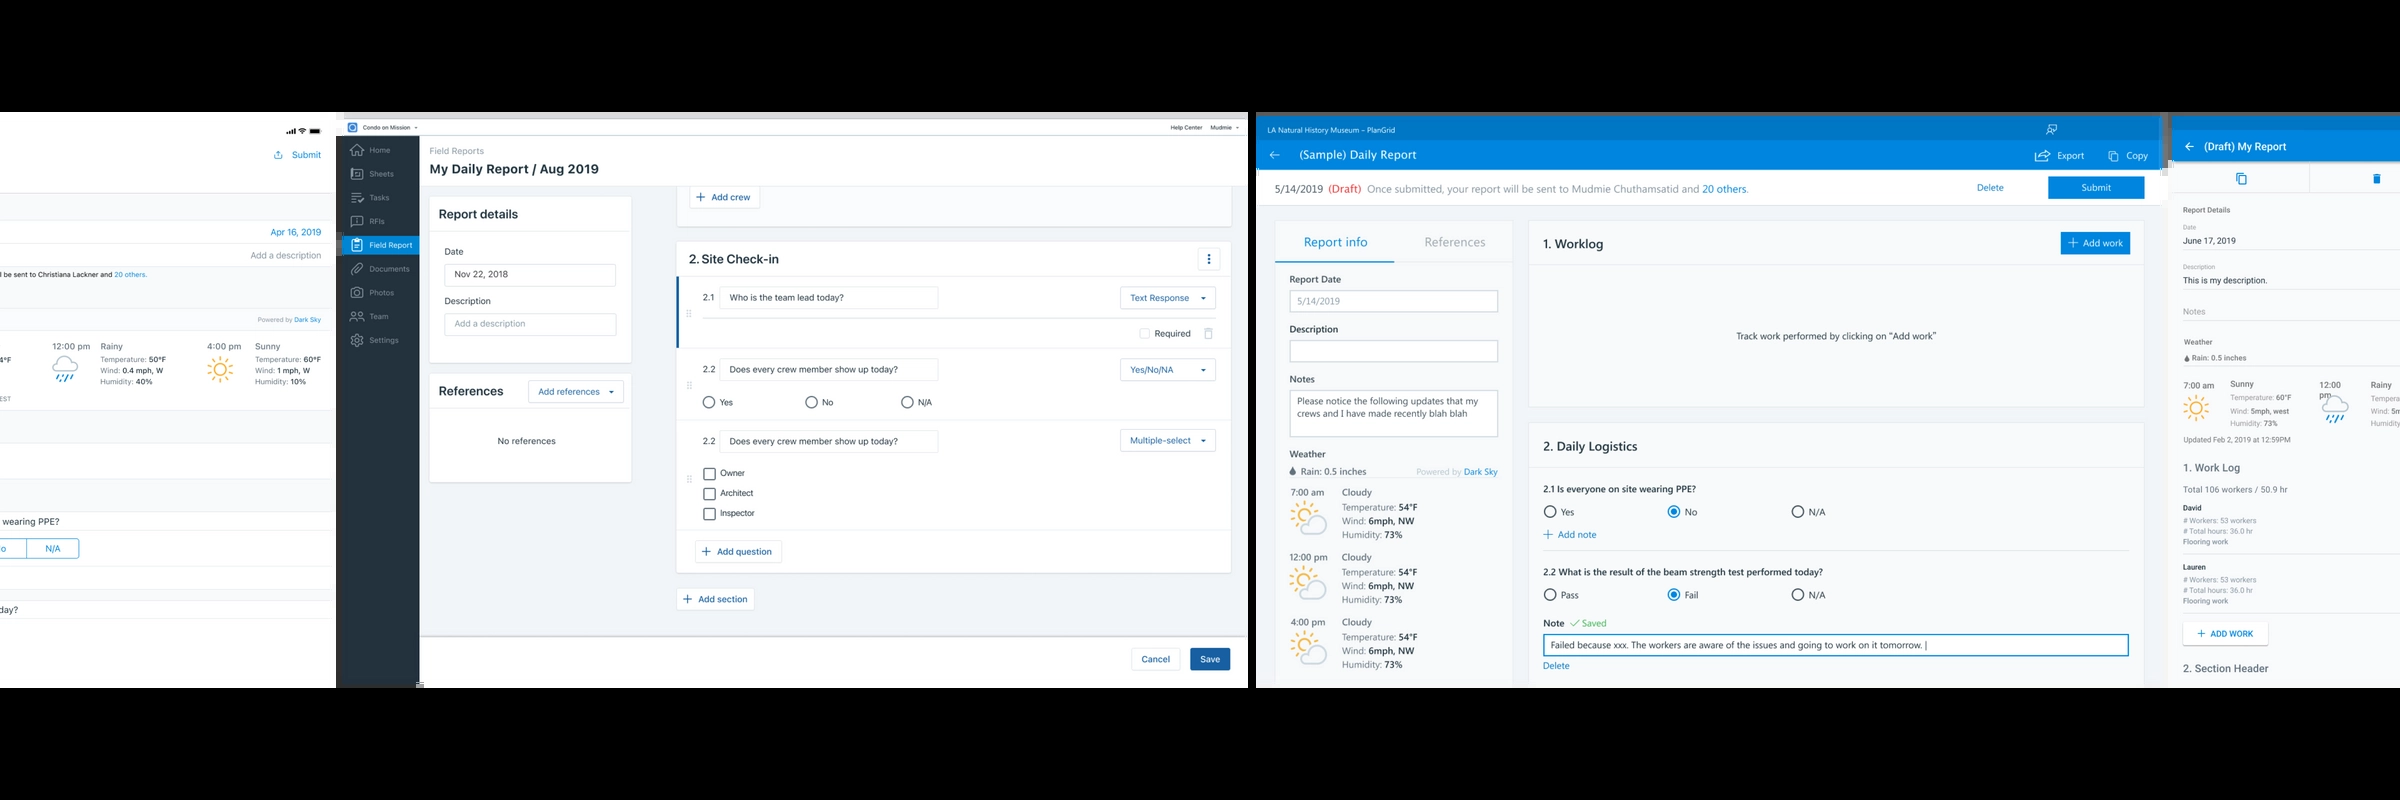 Submit
Apr 16, 2019
Add a description
l be sent to Christiana Lackner and 20 others.
Powered by Dark Sky
4°F
12:00 pm
Rainy
Temperature: 50°F
Wind: 0.4 mph, W
Humidity: 40%
4:00 pm
Sunny
Temperature: 60°F
Wind: 1 mph, W
Humidity: 10%
EST
wearing PPE?
o
N/A
day?
Condo on Mission
Help Center
Mudmie
Home
Sheets
Tasks
RFIs
Field Report
Documents
Photos
Team
Settings
Field Reports
My Daily Report / Aug 2019
Report details
Date
Nov 22, 2018
Description
Add a description
References
Add references
No references
+ Add crew
2. Site Check-in
2.1 Who is the team lead today?
Text Response
Required
2.2 Does every crew member show up today?
Yes/No/NA
Yes
No
N/A
2.2 Does every crew member show up today?
Multiple-select
Owner
Architect
Inspector
+ Add question
+ Add section
Cancel
Save
LA Natural History Museum – PlanGrid
(Sample) Daily Report
Export
Copy
5/14/2019 (Draft) Once submitted, your report will be sent to Mudmie Chuthamsatid and 20 others.
Delete
Submit
Report info
References
Report Date
5/14/2019
Description
Notes
Please notice the following updates that my
crews and I have made recently blah blah
Weather
Rain: 0.5 inches
Powered by Dark Sky
7:00 am
Cloudy
Temperature: 54°F
Wind: 6mph, NW
Humidity: 73%
12:00 pm
Cloudy
Temperature: 54°F
Wind: 6mph, NW
Humidity: 73%
4:00 pm
Cloudy
Temperature: 54°F
Wind: 6mph, NW
Humidity: 73%
1. Worklog
+ Add work
Track work performed by clicking on “Add work”
2. Daily Logistics
2.1 Is everyone on site wearing PPE?
Yes
No
N/A
+ Add note
2.2 What is the result of the beam strength test performed today?
Pass
Fail
N/A
Note ✓ Saved
Failed because xxx. The workers are aware of the issues and going to work on it tomorrow. |
Delete
(Draft) My Report
Report Details
Date
June 17, 2019
Description
This is my description.
Notes
Weather
Rain: 0.5 inches
7:00 am
Sunny
Temperature: 60°F
Wind: 5mph, west
Humidity: 73%
12:00
pm
Rainy
Tempera
Wind: 5m
Humidity
Updated Feb 2, 2019 at 12:59PM
1. Work Log
Total 106 workers / 50.9 hr
David
# Workers: 53 workers
# Total hours: 36.0 hr
Flooring work
Lauren
# Workers: 53 workers
# Total hours: 36.0 hr
Flooring work
+ ADD WORK
2. Section Header